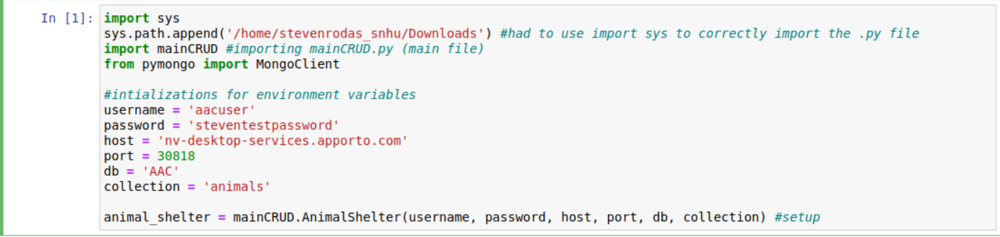 In [1]: import sys
sys.path.append('/home/stevenrodas_snhu/Downloads') #had to use import sys to correctly import the .py file
import mainCRUD #importing mainCRUD.py (main file)
from pymongo import MongoClient
#intializations for environment variables
username = 'aacuser'
password = 'steventestpassword'
host = 'nv-desktop-services.apporto.com'
port = 30818
db = 'AAC'
collection = 'animals'
animal_shelter = mainCRUD.AnimalShelter(username, password, host, port, db, collection) #setup